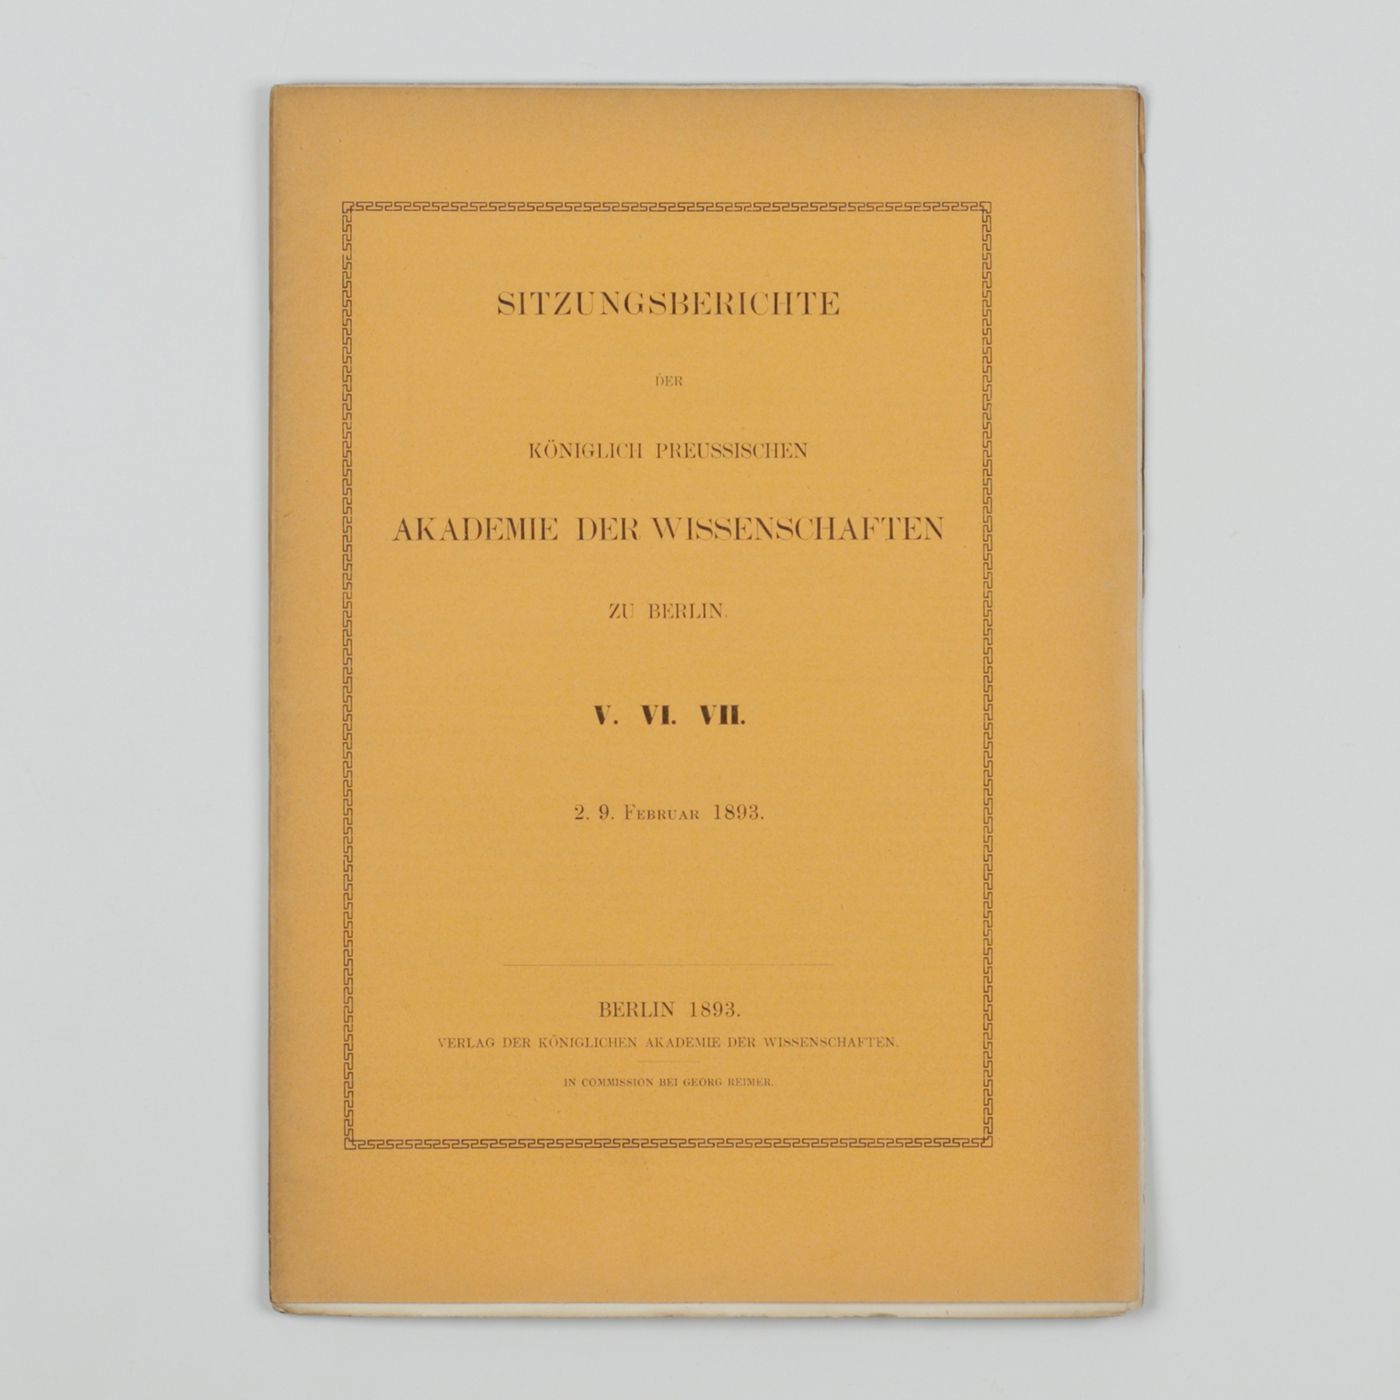 SITZUNGSBERICHTE
DER
KÖNIGLICH PREUSSISCHEN
AKADEMIE DER WISSENSCHAFTEN
ZU BERLIN.
V. VI. VII.
2. 9. FEBRUAR 1893.
BERLIN 1893.
VERLAG DER KÖNIGLICHEN AKADEMIE DER WISSENSCHAFTEN.
IN COMMISSION BEI GEORG REIMER.